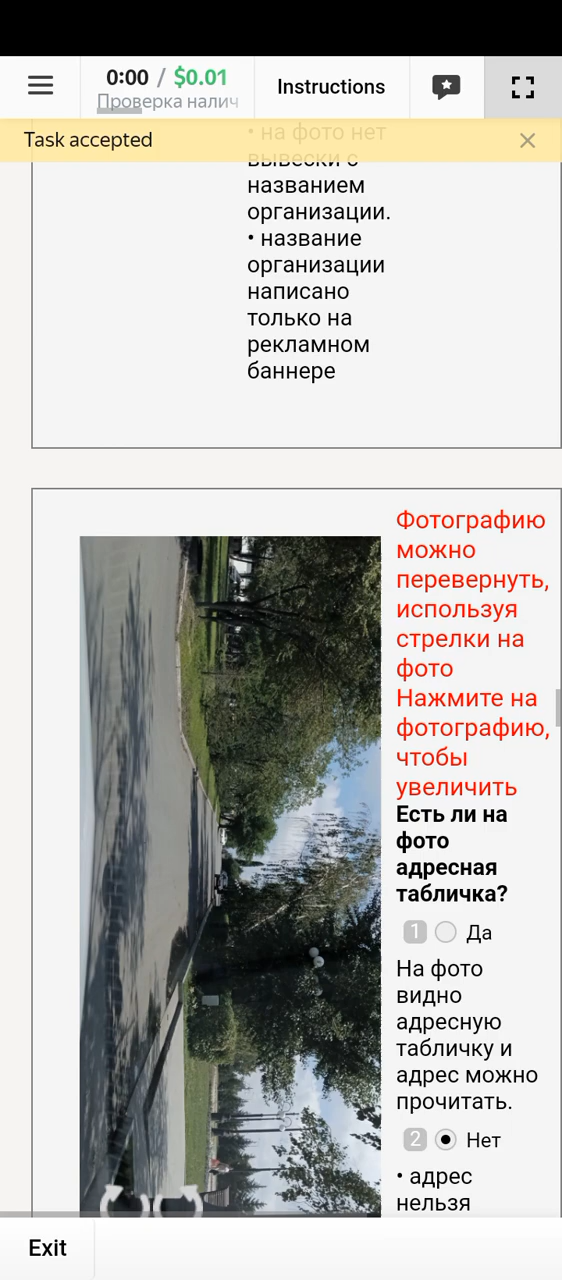 0:00 / $0.01
Проверка налич
Instructions
Task accepted
• на фото нет
вывески с
названием
организации.
• название
организации
написано
только на
рекламном
баннере
Фотографию
можно
перевернуть,
используя
стрелки на
фото
Нажмите на
фотографию,
чтобы
увеличить
Есть ли на
фото
адресная
табличка?
1 Да
На фото
видно
адресную
табличку и
адрес можно
прочитать.
2 Нет
• адрес
нельзя
Exit